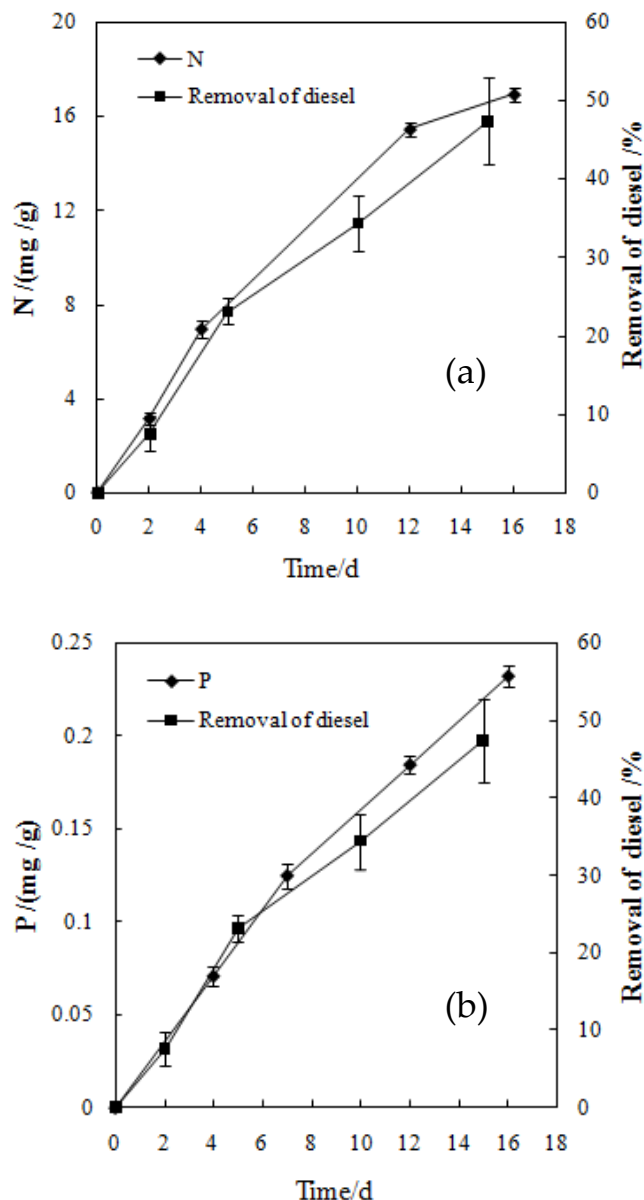 20
16
12
8
4
0
N /(mg /g)
N
Removal of diesel
(a)
60
50
40
30
20
10
0
Removal of diesel /%
0 2 4 6 8 10 12 14 16 18
Time/d
0.25
0.2
0.15
0.1
0.05
0
P /(mg /g)
P
Removal of diesel
(b)
60
50
40
30
20
10
0
Removal of diesel /%
0 2 4 6 8 10 12 14 16 18
Time/d